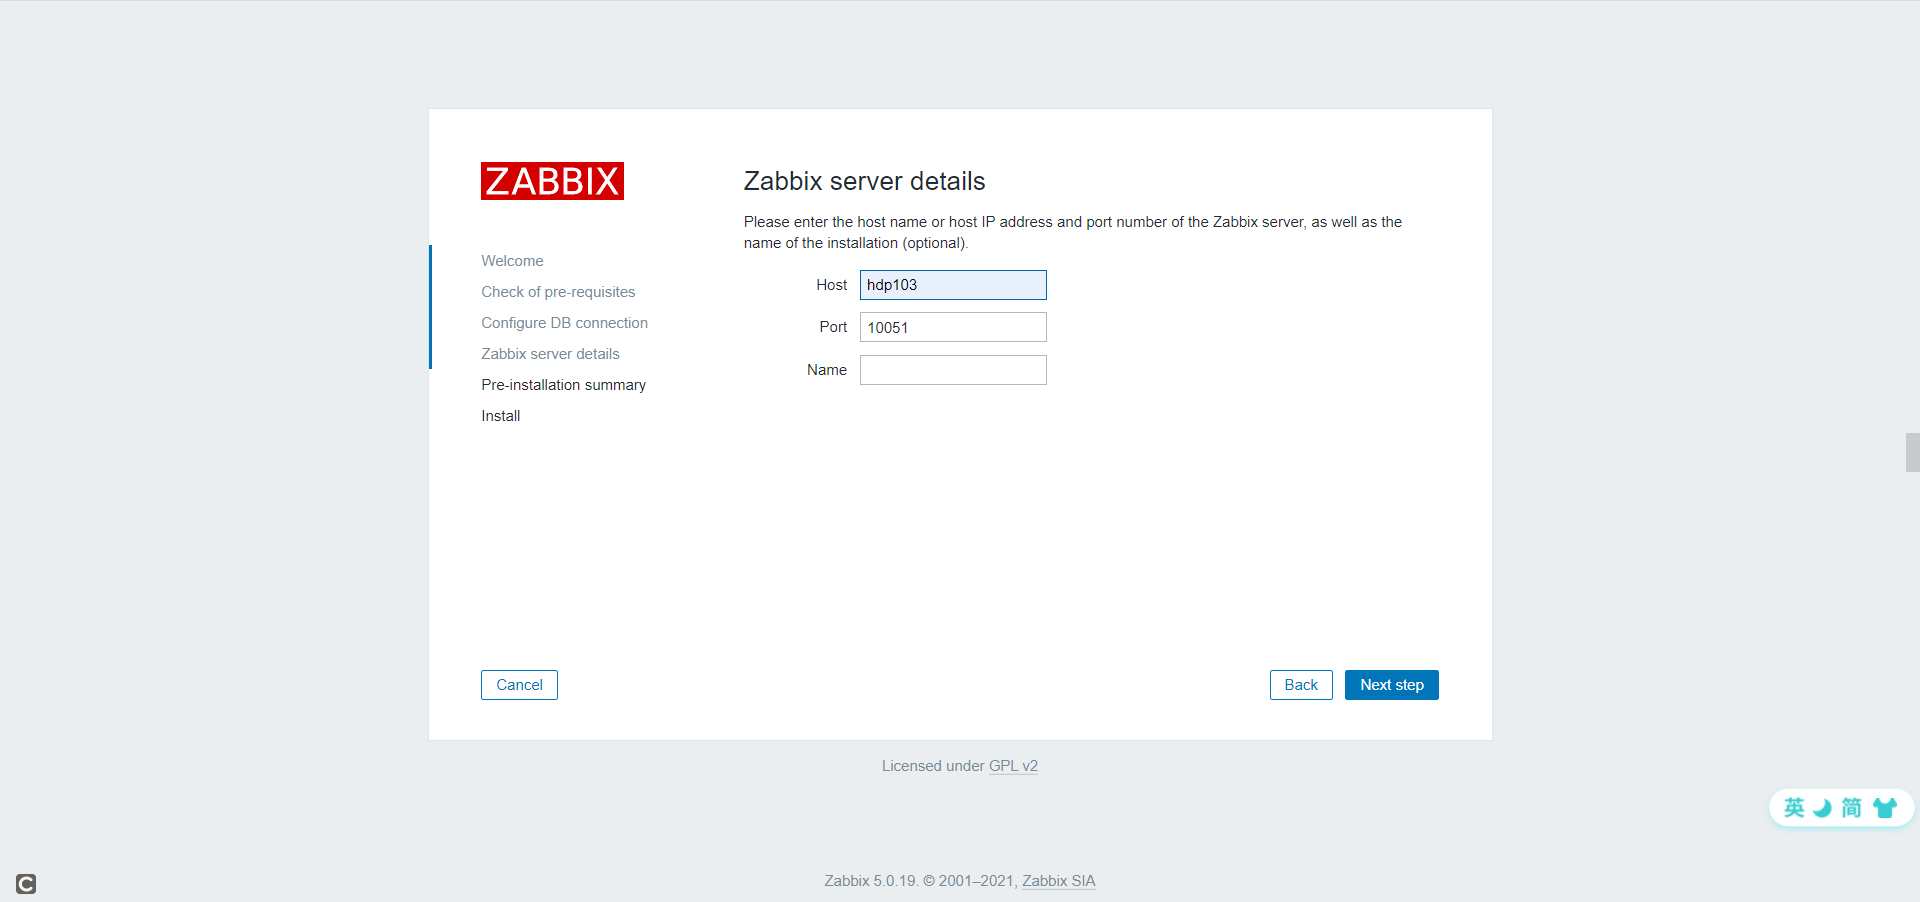 ZABBIX
Welcome
Check of pre-requisites
Configure DB connection
Zabbix server details
Pre-installation summary
Install
Zabbix server details
Please enter the host name or host IP address and port number of the Zabbix server, as well as the
name of the installation (optional).
Host hdp103
Port 10051
Name
Cancel
Back Next step
Licensed under GPL v2
英 简
Zabbix 5.0.19. © 2001–2021, Zabbix SIA
C